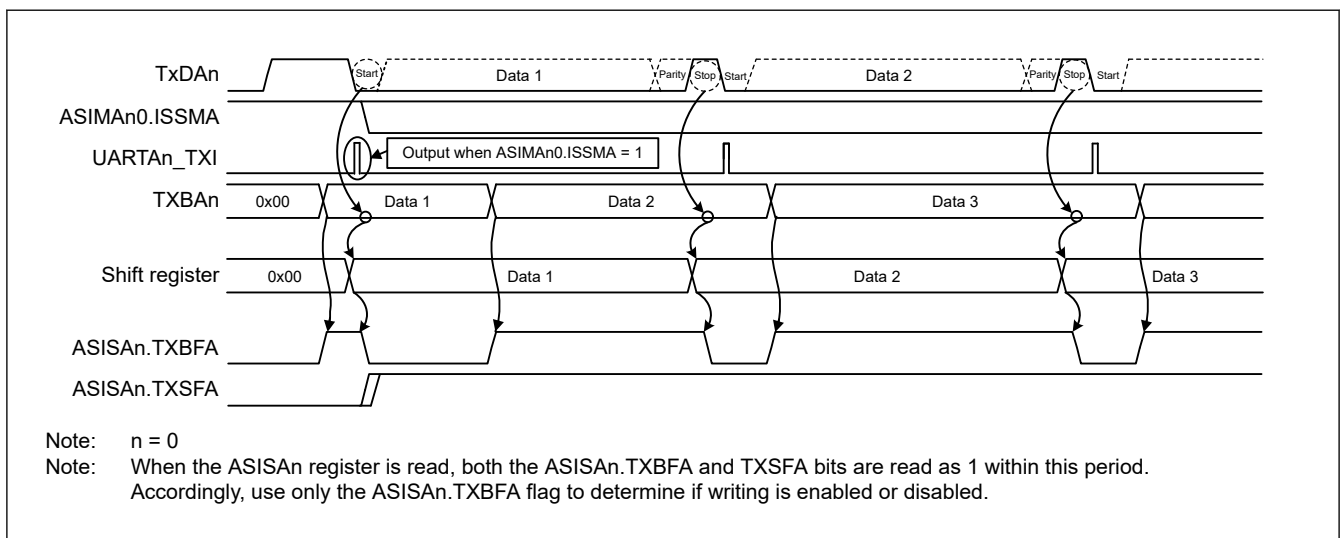 TxDAn Start Data 1 Parity Stop Start Data 2 Parity Stop Start
ASIMAn0.ISSMA
UARTAn_TXI Output when ASIMAn0.ISSMA = 1
TXBAn 0x00 Data 1 Data 2 Data 3
Shift register 0x00 Data 1 Data 2 Data 3
ASISAn.TXBFA
ASISAn.TXSFA
Note: n = 0
Note: When the ASISAn register is read, both the ASISAn.TXBFA and TXSFA bits are read as 1 within this period.
Accordingly, use only the ASISAn.TXBFA flag to determine if writing is enabled or disabled.